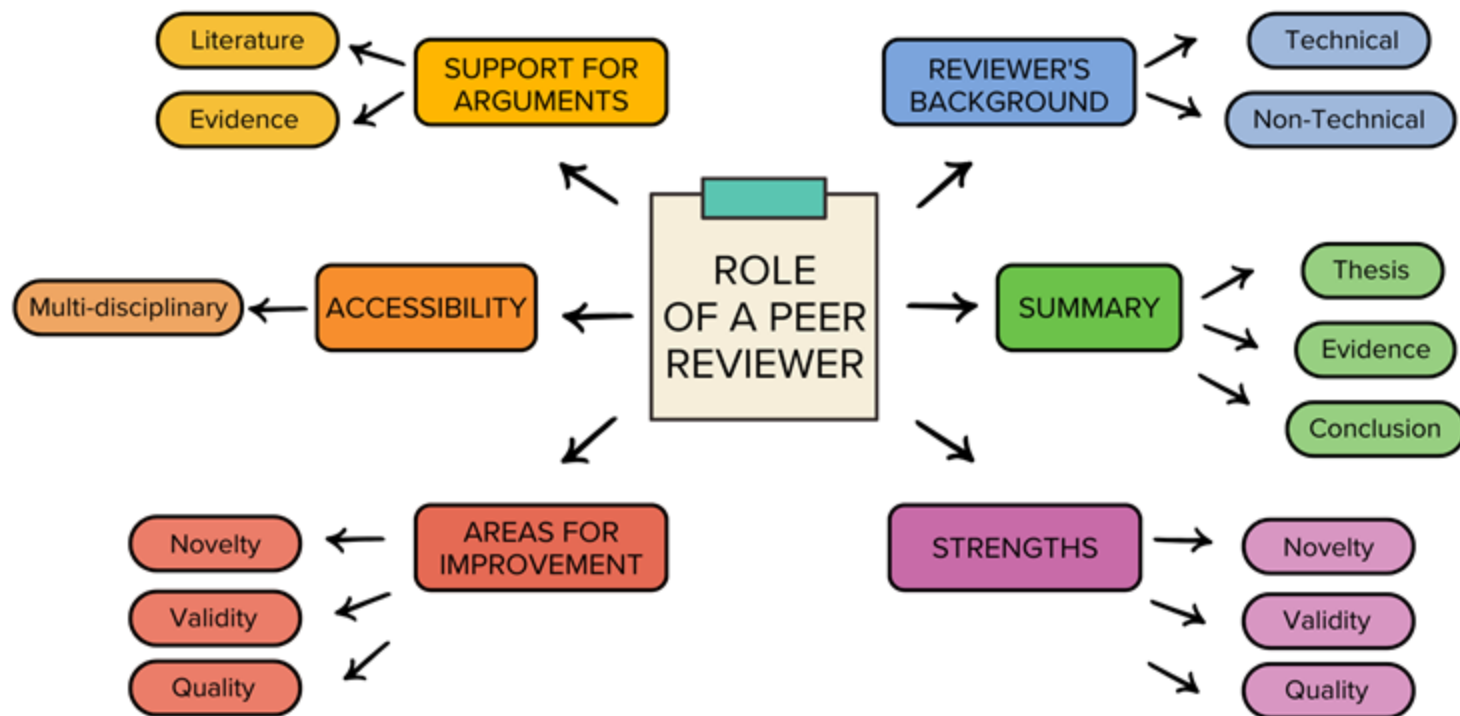 Literature
Evidence
SUPPORT FOR
ARGUMENTS
REVIEWER'S
BACKGROUND
Technical
Non-Technical
ROLE
OF A PEER
REVIEWER
Multi-disciplinary
ACCESSIBILITY
SUMMARY
Thesis
Evidence
Conclusion
AREAS FOR
IMPROVEMENT
Novelty
Validity
Quality
STRENGTHS
Novelty
Validity
Quality